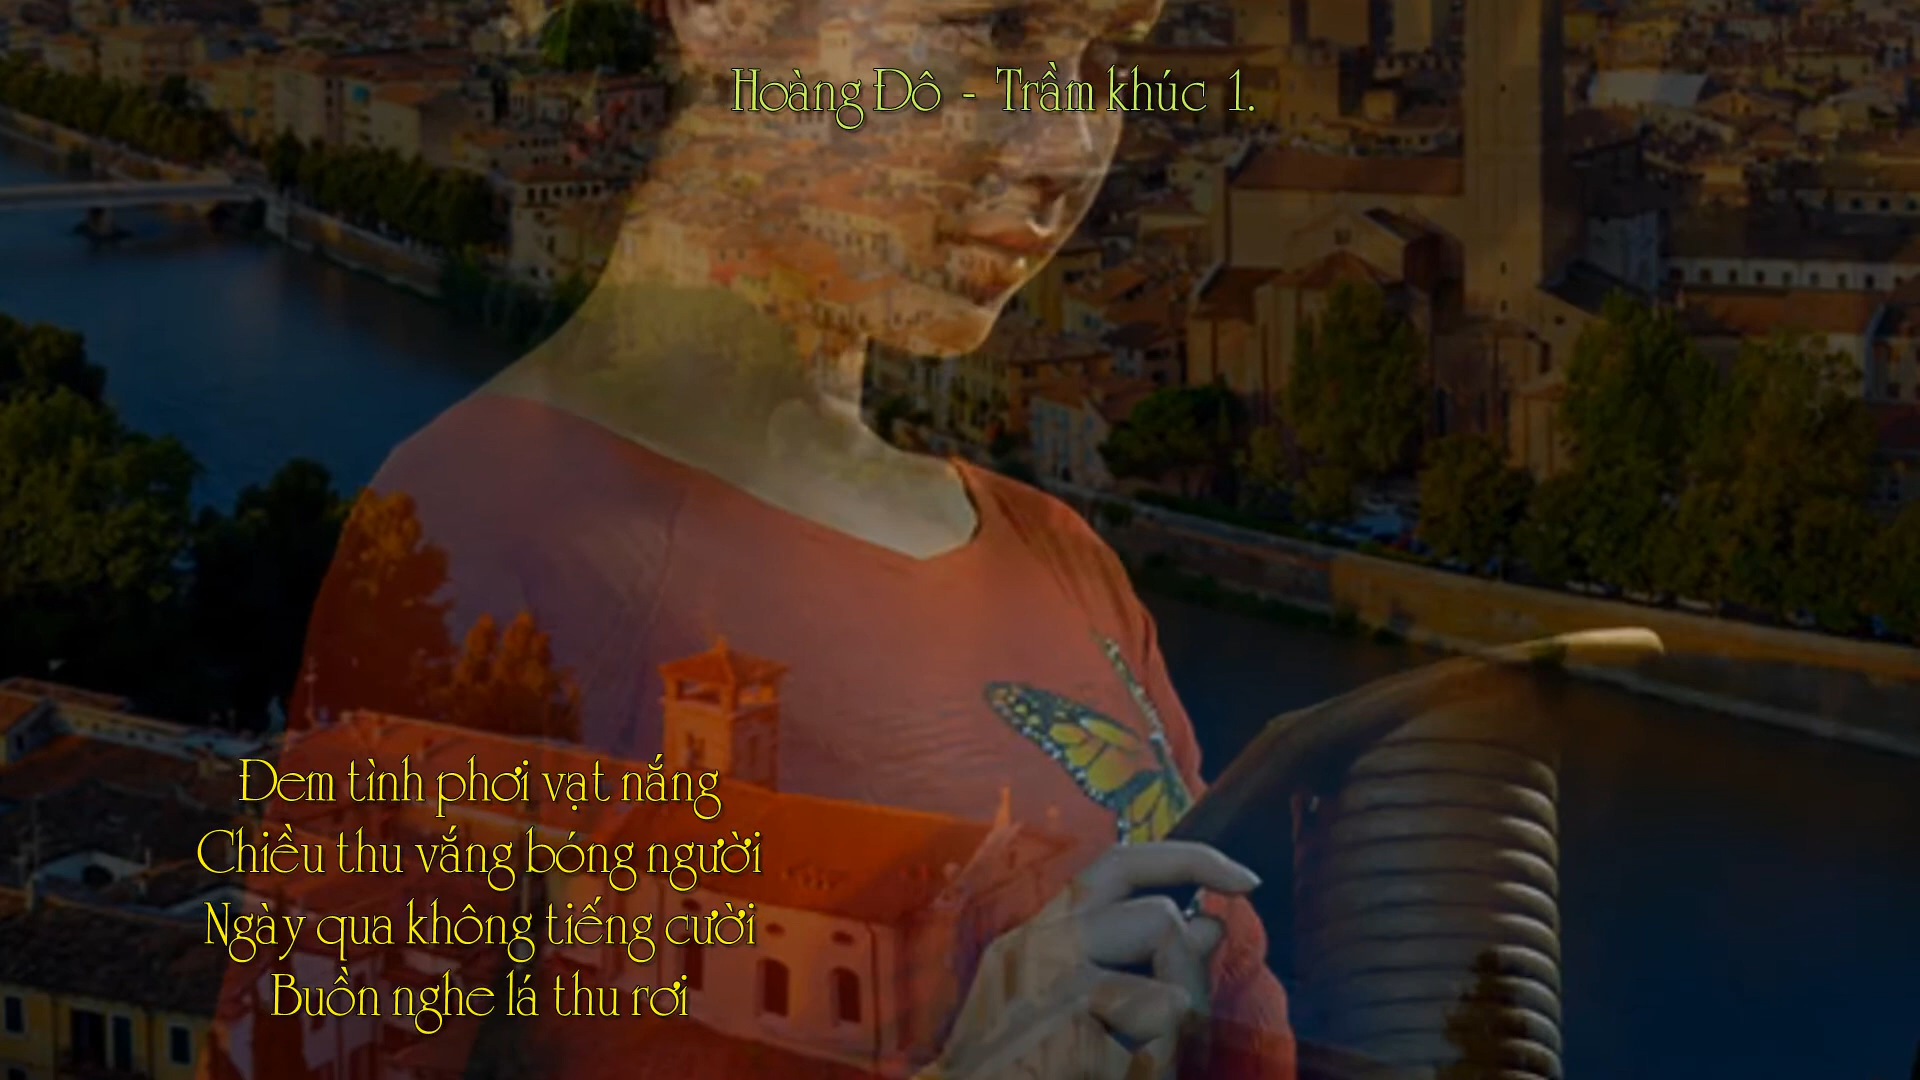 Hoàng Đô - Trầm khúc 1.
Đem tình phơi vạt nắng
Chiều thu vắng bóng người
Ngày qua không tiếng cười
Buồn nghe lá thu rơi